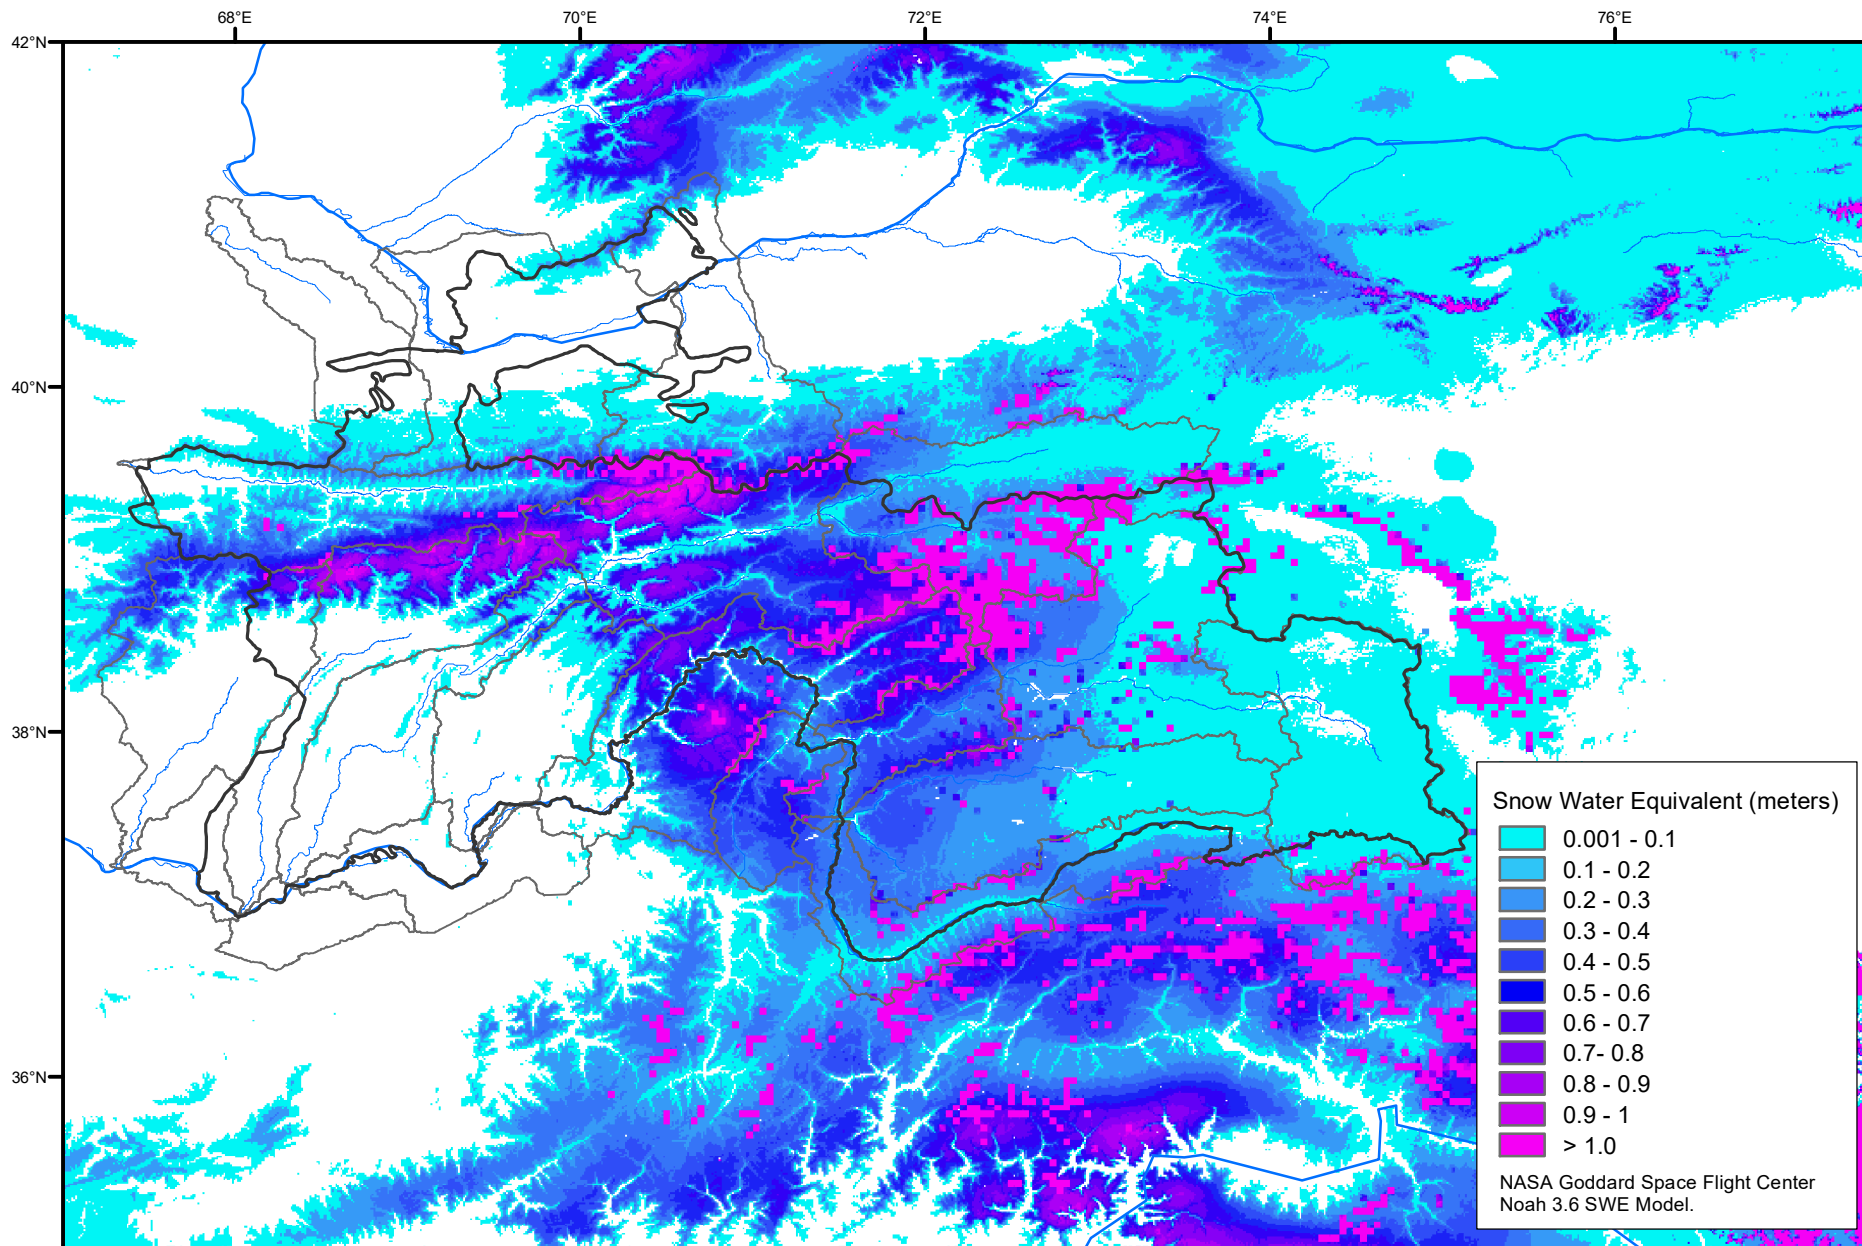 68°E
70°E
72°E
74°E
76°E
42°N
40°N
38°N
36°N
Snow Water Equivalent (meters)
0.001 - 0.1
0.1 - 0.2
0.2 - 0.3
0.3 - 0.4
0.4 - 0.5
0.5 - 0.6
0.6 - 0.7
0.7- 0.8
0.8 - 0.9
0.9 - 1
> 1.0
NASA Goddard Space Flight Center
Noah 3.6 SWE Model.